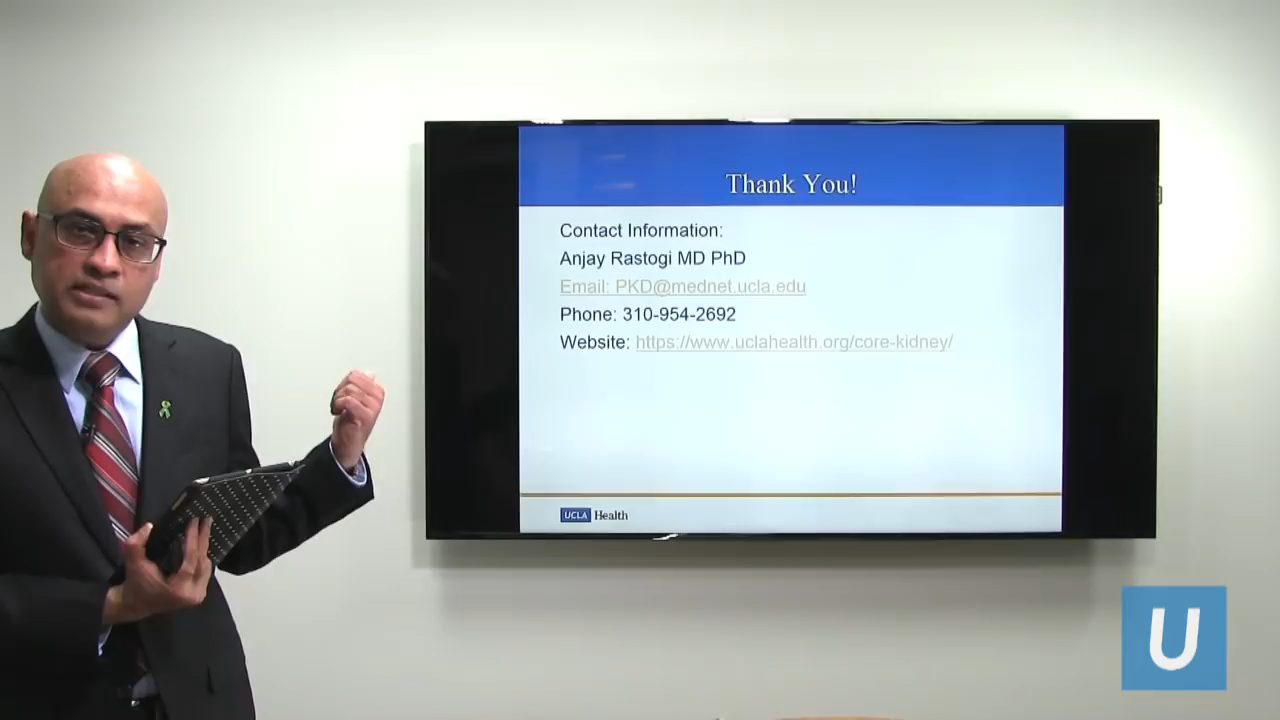 Thank You!
Contact Information:
Anjay Rastogi MD PhD
Email: PKD@mednet.ucla.edu
Phone: 310-954-2692
Website: https://www.uclahealth.org/core-kidney/
UCLA Health
U